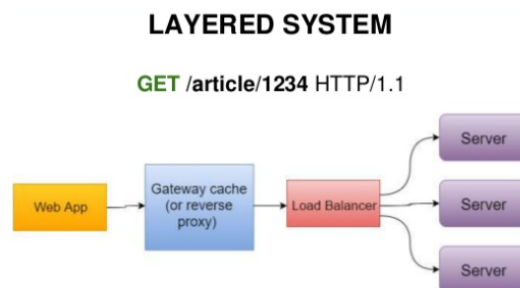 LAYERED SYSTEM
GET /article/1234 HTTP/1.1
Web App
Gateway cache
(or reverse
proxy)
Load Balancer
Server
Server
Server